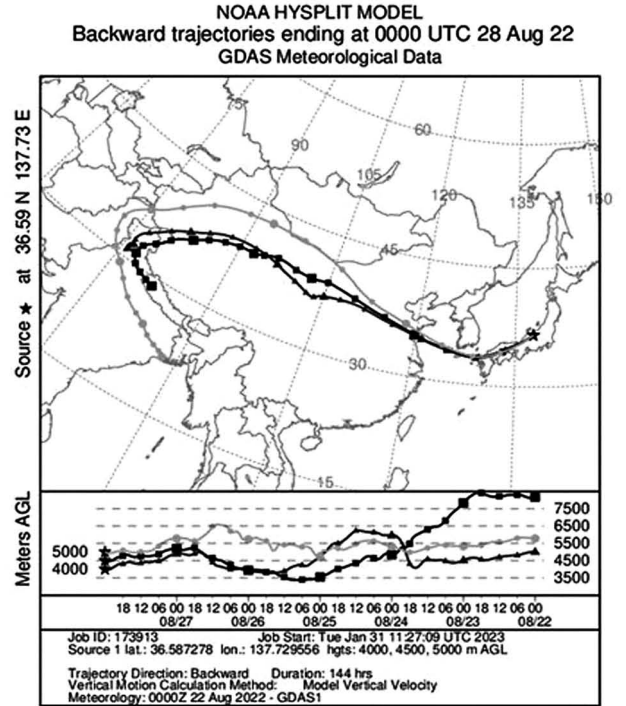 NOAA HYSPLIT MODEL
Backward trajectories ending at 0000 UTC 28 Aug 22
GDAS Meteorological Data
Source ★ at 36.59 N 137.73 E
75
60
90
105
120
135
150
45
30
15
Meters AGL
7500
6500
5500
4500
3500
5000
4000
18 12 06 00 18 12 06 00 18 12 06 00 18 12 06 00 18 12 06 00 18 12 06 00
08/27 08/26 08/25 08/24 08/23 08/22
Job ID: 173913 Job Start: Tue Jan 31 11:27:09 UTC 2023
Source 1 lat.: 36.587278 lon.: 137.729556 hgts: 4000, 4500, 5000 m AGL
Trajectory Direction: Backward Duration: 144 hrs
Vertical Motion Calculation Method: Model Vertical Velocity
Meteorology: 0000Z 22 Aug 2022 - GDAS1